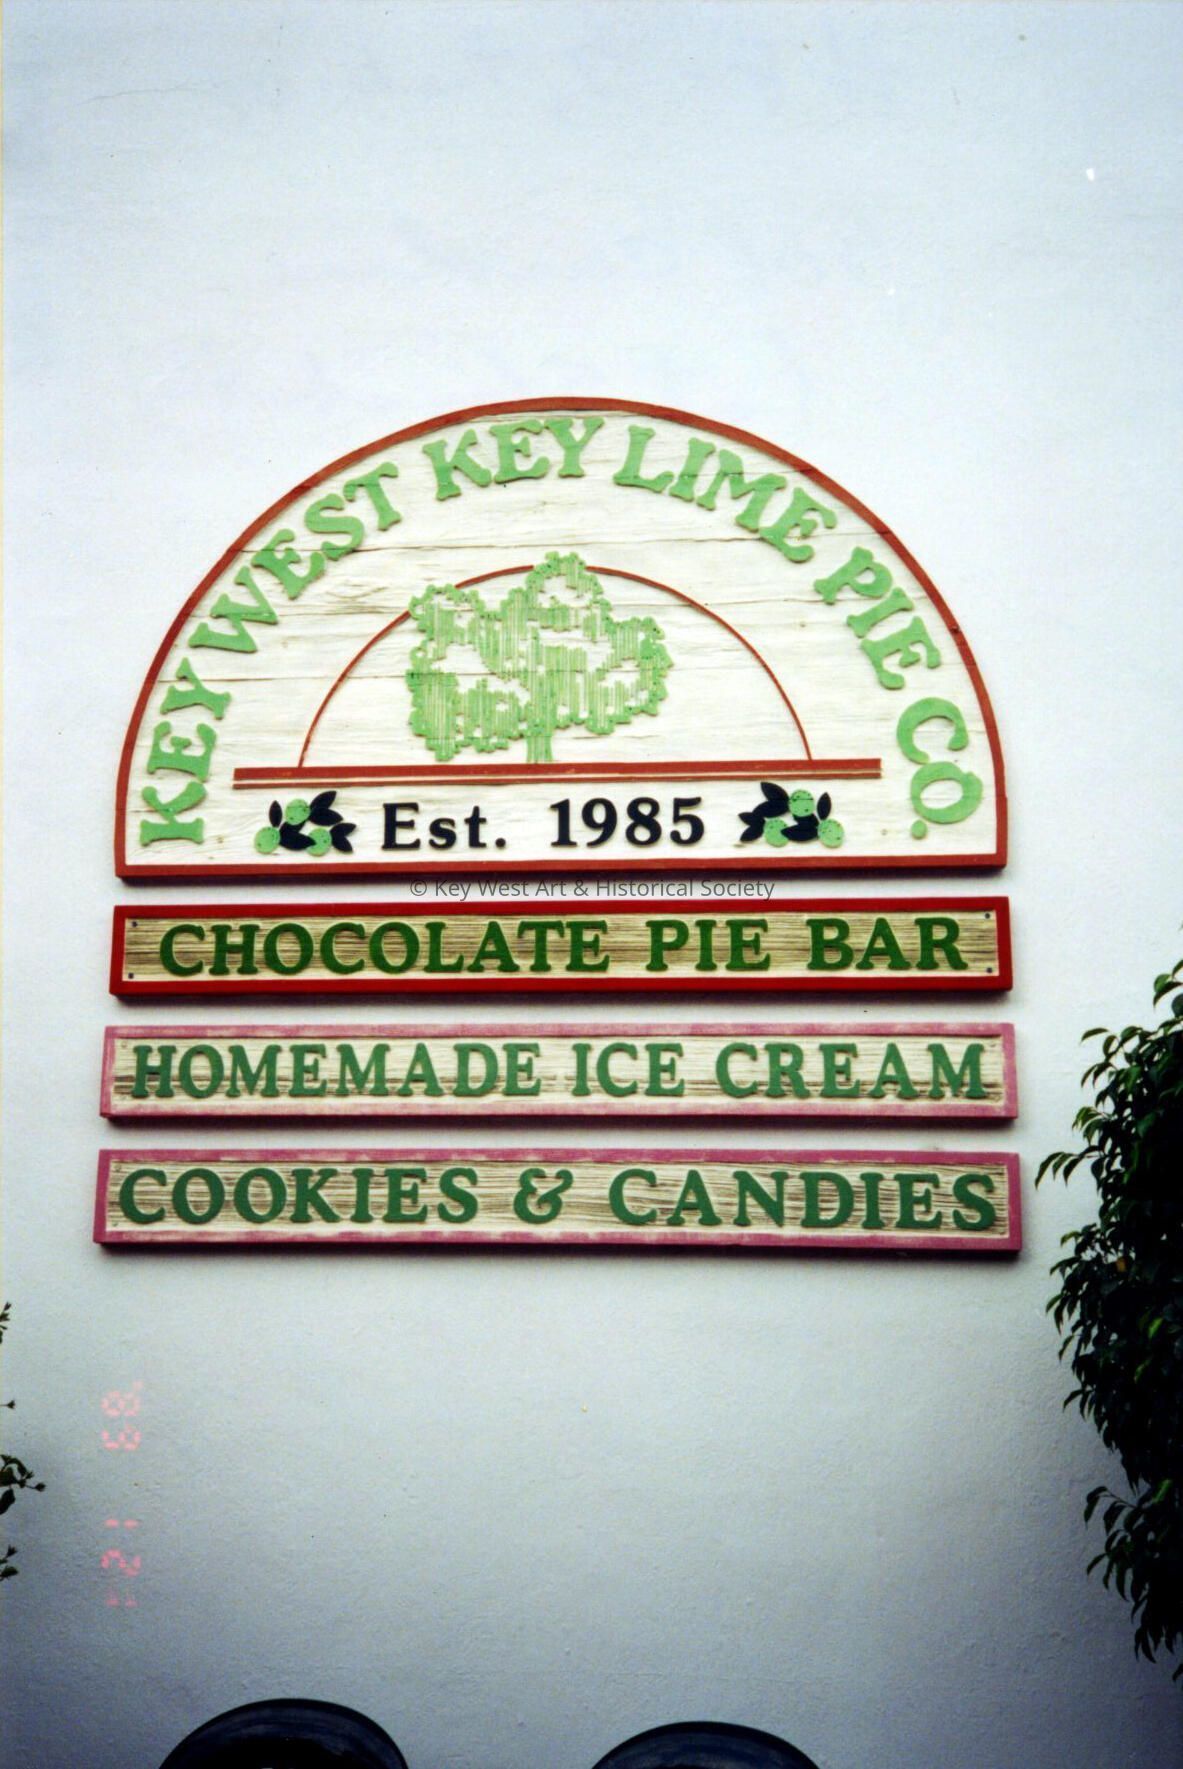 KEY WEST KEY LIME PIE CO.
Est. 1985
© Key West Art & Historical Society
CHOCOLATE PIE BAR
HOMEMADE ICE CREAM
COOKIES & CANDIES